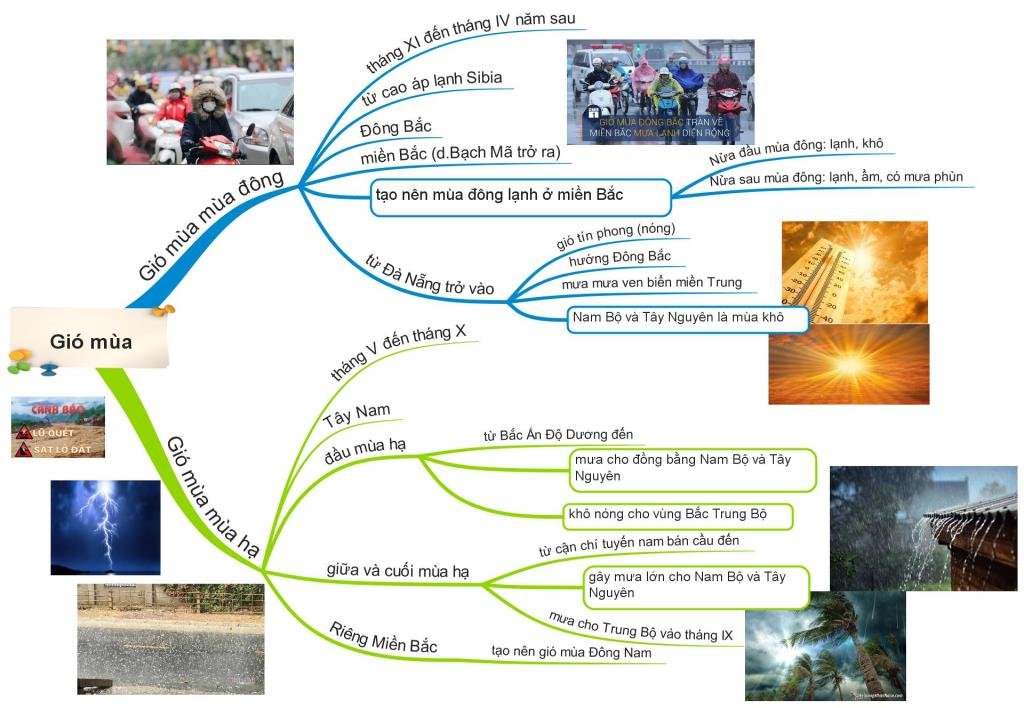 Gió mùa
Gió mùa mùa đông
tháng XI đến tháng IV năm sau
từ cao áp lạnh Sibia
Đông Bắc
miền Bắc (d.Bạch Mã trở ra)
tạo nên mùa đông lạnh ở miền Bắc
Nửa đầu mùa đông: lạnh, khô
Nửa sau mùa đông: lạnh, ẩm, có mưa phùn
GIÓ MÙA ĐÔNG BẮC TRÀN VỀ
MIỀN BẮC MƯA LẠNH DIỆN RỘNG
từ Đà Nẵng trở vào
gió tín phong (nóng)
hướng Đông Bắc
mưa mưa ven biển miền Trung
Nam Bộ và Tây Nguyên là mùa khô
Gió mùa mùa hạ
tháng V đến tháng X
Tây Nam
đầu mùa hạ
từ Bắc Ấn Độ Dương đến
mưa cho đồng bằng Nam Bộ và Tây
Nguyên
khô nóng cho vùng Bắc Trung Bộ
giữa và cuối mùa hạ
từ cận chí tuyến nam bán cầu đến
gây mưa lớn cho Nam Bộ và Tây
Nguyên
mưa cho Trung Bộ vào tháng IX
Riêng Miền Bắc
tạo nên gió mùa Đông Nam
CẢNH BÁO
LŨ QUÉT
SẠT LỞ ĐẤT